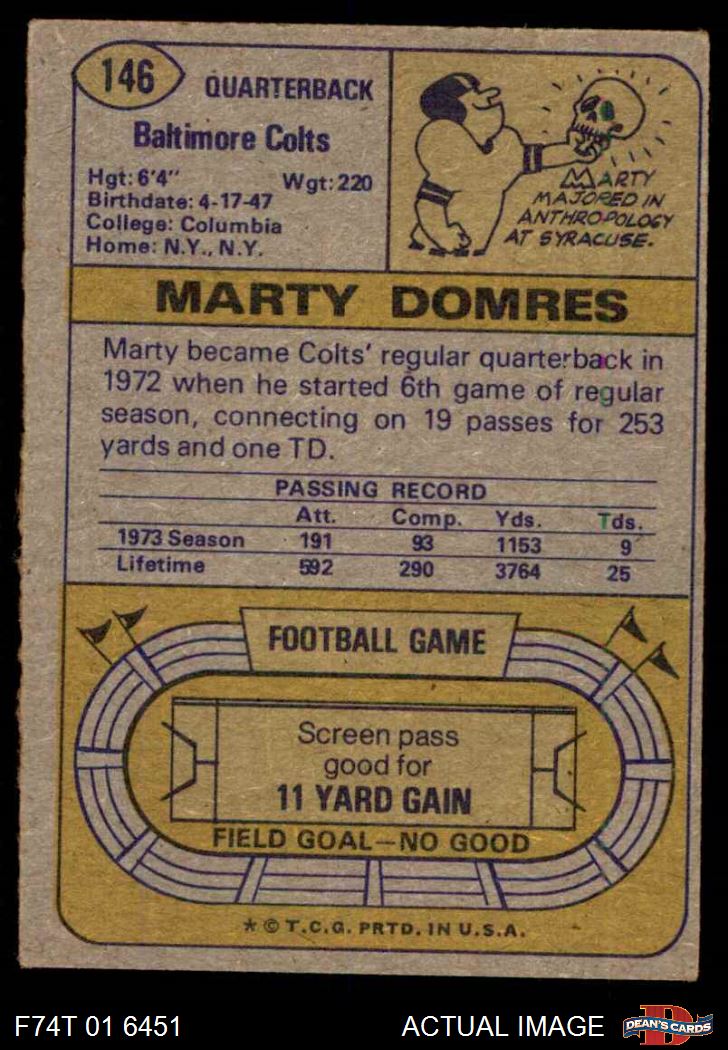 146
QUARTERBACK
Baltimore Colts
Hgt: 6'4" Wgt: 220
Birthdate: 4-17-47
College: Columbia
Home: N.Y., N.Y.
MARTY
MAJORED IN
ANTHROPOLOGY
AT SYRACUSE.
MARTY DOMRES
Marty became Colts' regular quarterback in
1972 when he started 6th game of regular
season, connecting on 19 passes for 253
yards and one TD.
PASSING RECORD
Att. Comp. Yds. Tds.
1973 Season 191 93 1153 9
Lifetime 592 290 3764 25
FOOTBALL GAME
Screen pass
good for
11 YARD GAIN
FIELD GOAL—NO GOOD
* © T.C.G. PRTD. IN U.S.A.
F74T 01 6451 ACTUAL IMAGE
D
DEAN'S CARDS